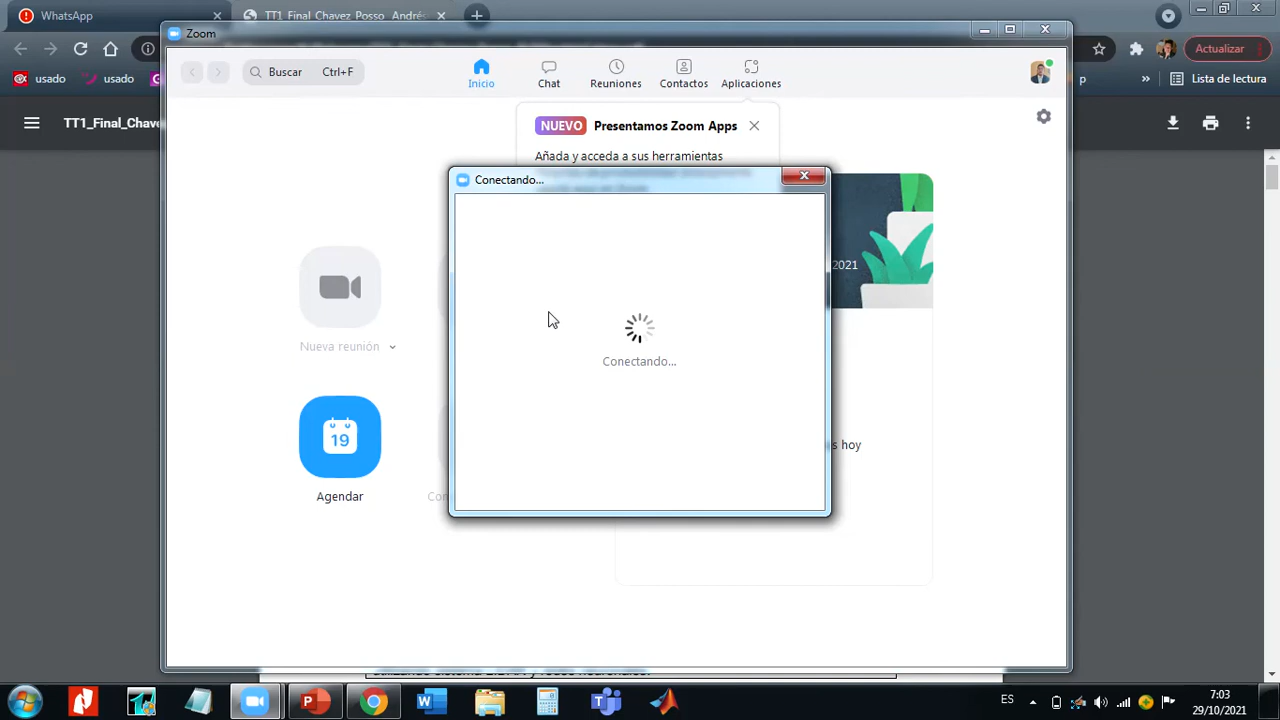 WhatsApp
TT1_Final_Chavez_Posso_Andrés
Zoom
Actualizar
Buscar Ctrl+F
Inicio
Chat
Reuniones
Contactos
Aplicaciones
usado
usado
p
»
Lista de lectura
TT1_Final_Chave
NUEVO Presentamos Zoom Apps
Añada y acceda a sus herramientas
Conectando...
2021
Nueva reunión
Conectando...
19
s hoy
Agendar
Con
ES
7:03
29/10/2021